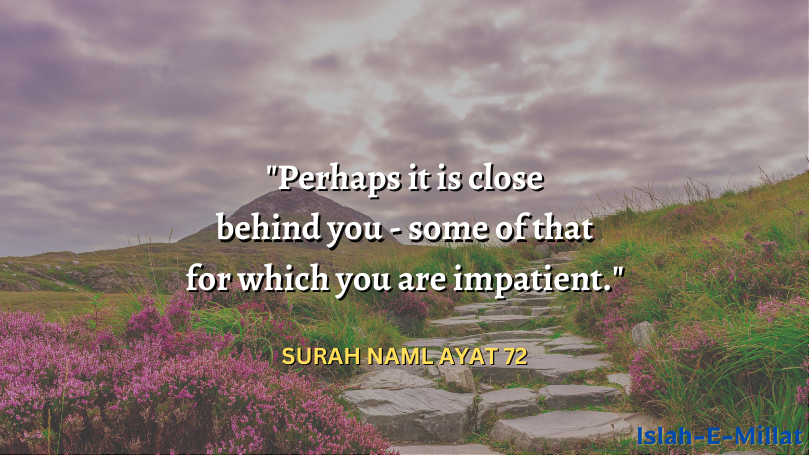 "Perhaps it is close
behind you - some of that
for which you are impatient."
SURAH NAML AYAT 72
Islah-E-Millat